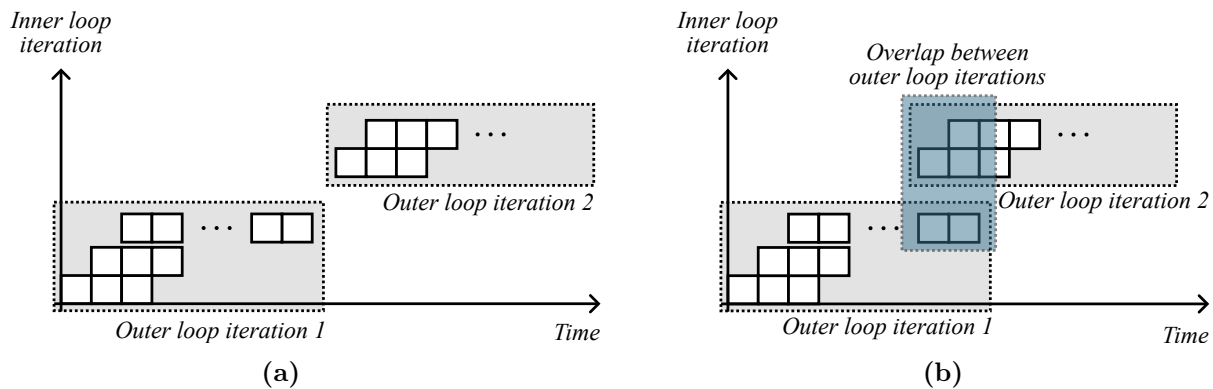 Inner loop
iteration
Outer loop iteration 2
Outer loop iteration 1
Time
(a)
Inner loop
iteration
Overlap between
outer loop iterations
Outer loop iteration 2
Outer loop iteration 1
Time
(b)